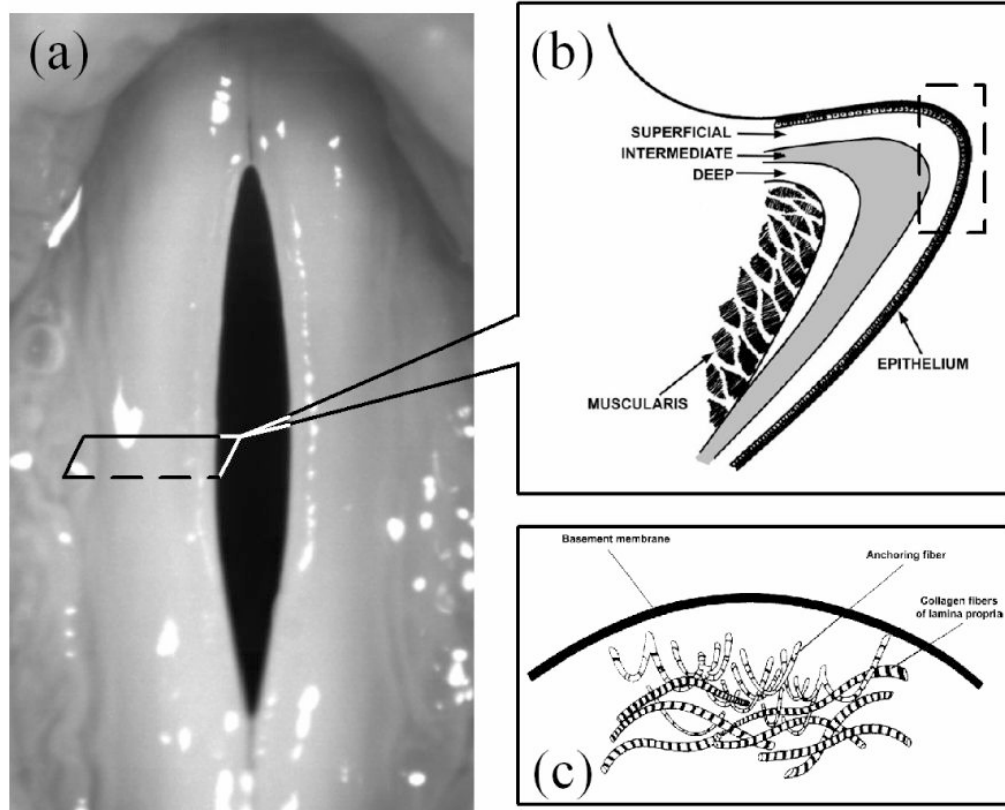 (a)
(b)
SUPERFICIAL
INTERMEDIATE
DEEP
EPITHELIUM
MUSCULARIS
Basement membrane
Anchoring fiber
Collagen fibers
of lamina propria
(c)